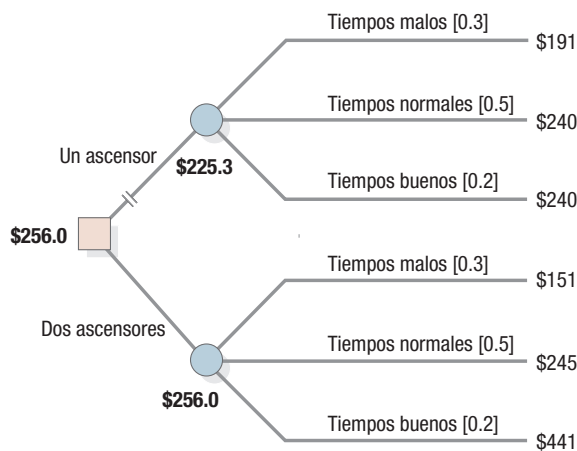 Tiempos malos [0.3]
$191
Tiempos normales [0.5]
$240
Un ascensor
$225.3
Tiempos buenos [0.2]
$240
$256.0
Tiempos malos [0.3]
$151
Dos ascensores
Tiempos normales [0.5]
$245
$256.0
Tiempos buenos [0.2]
$441